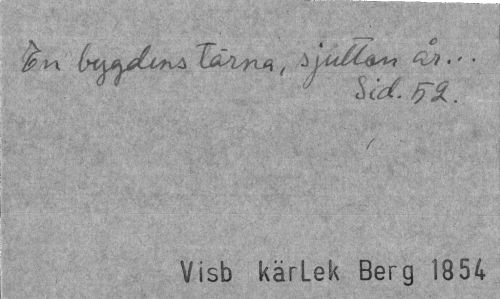 En bygdens tärna, sjutton år...
Sid. 52.
Visb kärlek Berg 1854